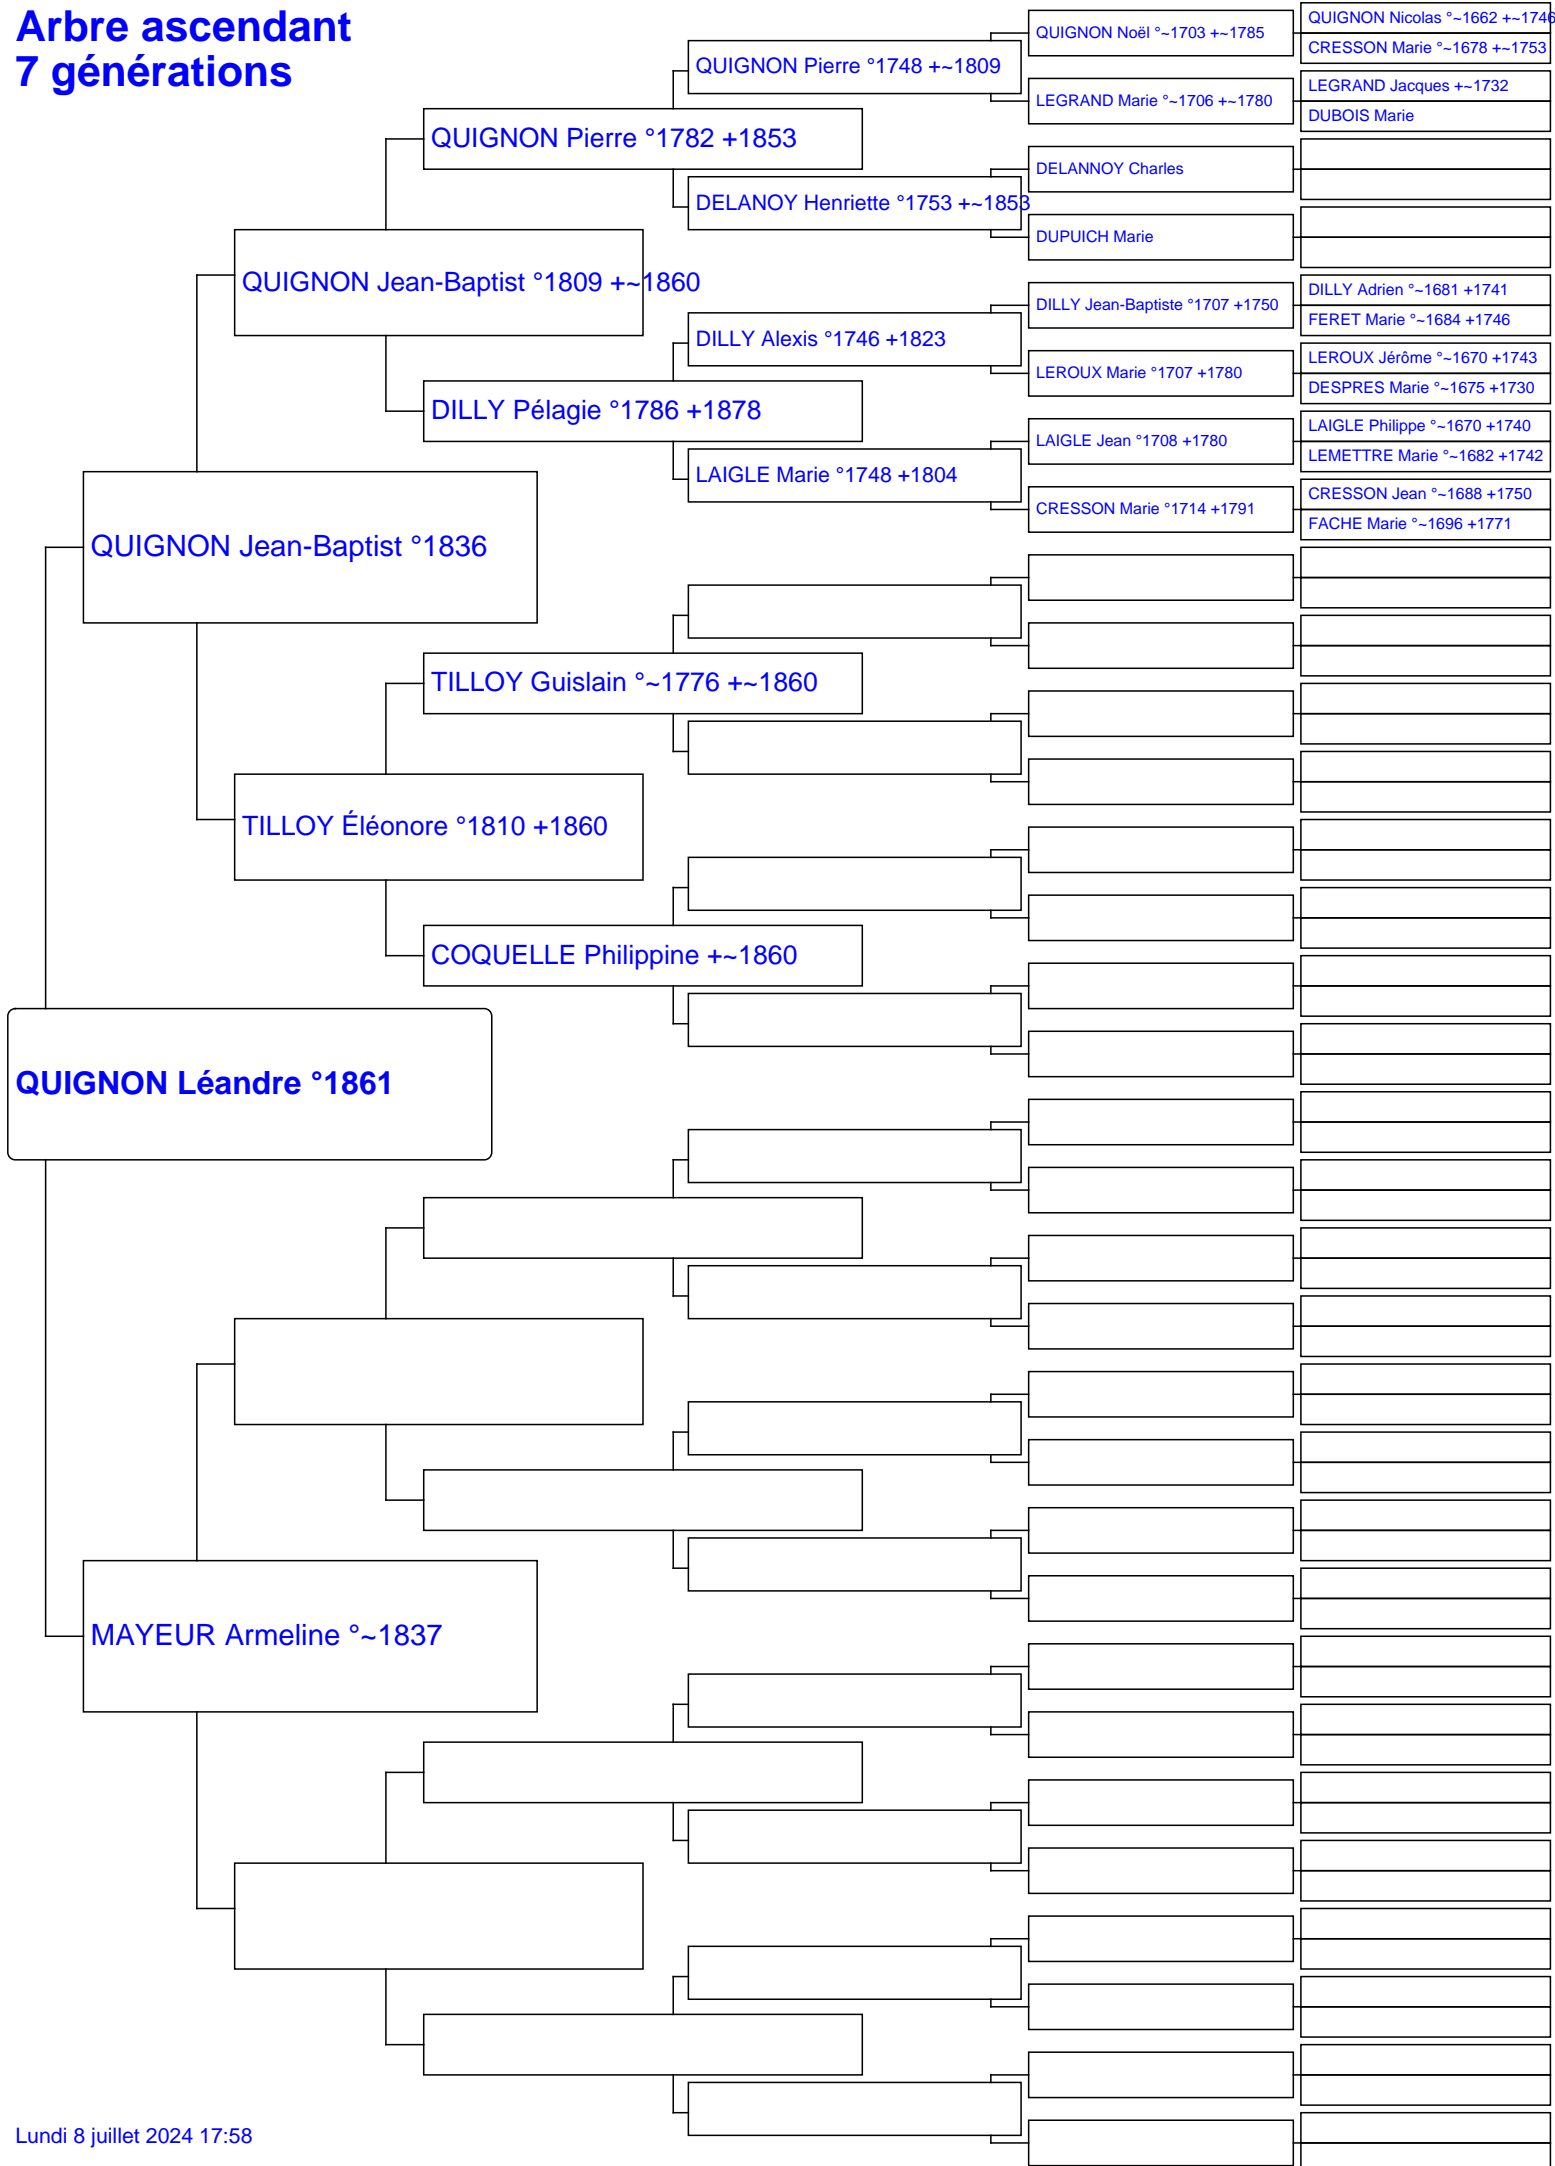 Arbre ascendant
7 générations
QUIGNON Nicolas °~1662 +~1746
QUIGNON Noël °~1703 +~1785
CRESSON Marie °~1678 +~1753
QUIGNON Pierre °1748 +~1809
LEGRAND Jacques +~1732
LEGRAND Marie °~1706 +~1780
DUBOIS Marie
QUIGNON Pierre °1782 +1853
DELANNOY Charles
DELANOY Henriette °1753 +~1853
DUPUICH Marie
QUIGNON Jean-Baptist °1809 +~1860
DILLY Adrien °~1681 +1741
DILLY Jean-Baptiste °1707 +1750
FERET Marie °~1684 +1746
DILLY Alexis °1746 +1823
LEROUX Jérôme °~1670 +1743
LEROUX Marie °1707 +1780
DESPRES Marie °~1675 +1730
DILLY Pélagie °1786 +1878
LAIGLE Philippe °~1670 +1740
LAIGLE Jean °1708 +1780
LEMETTRE Marie °~1682 +1742
LAIGLE Marie °1748 +1804
CRESSON Jean °~1688 +1750
CRESSON Marie °1714 +1791
FACHE Marie °~1696 +1771
QUIGNON Jean-Baptist °1836
TILLOY Guislain °~1776 +~1860
TILLOY Éléonore °1810 +1860
COQUELLE Philippine +~1860
QUIGNON Léandre °1861
MAYEUR Armeline °~1837
Lundi 8 juillet 2024 17:58